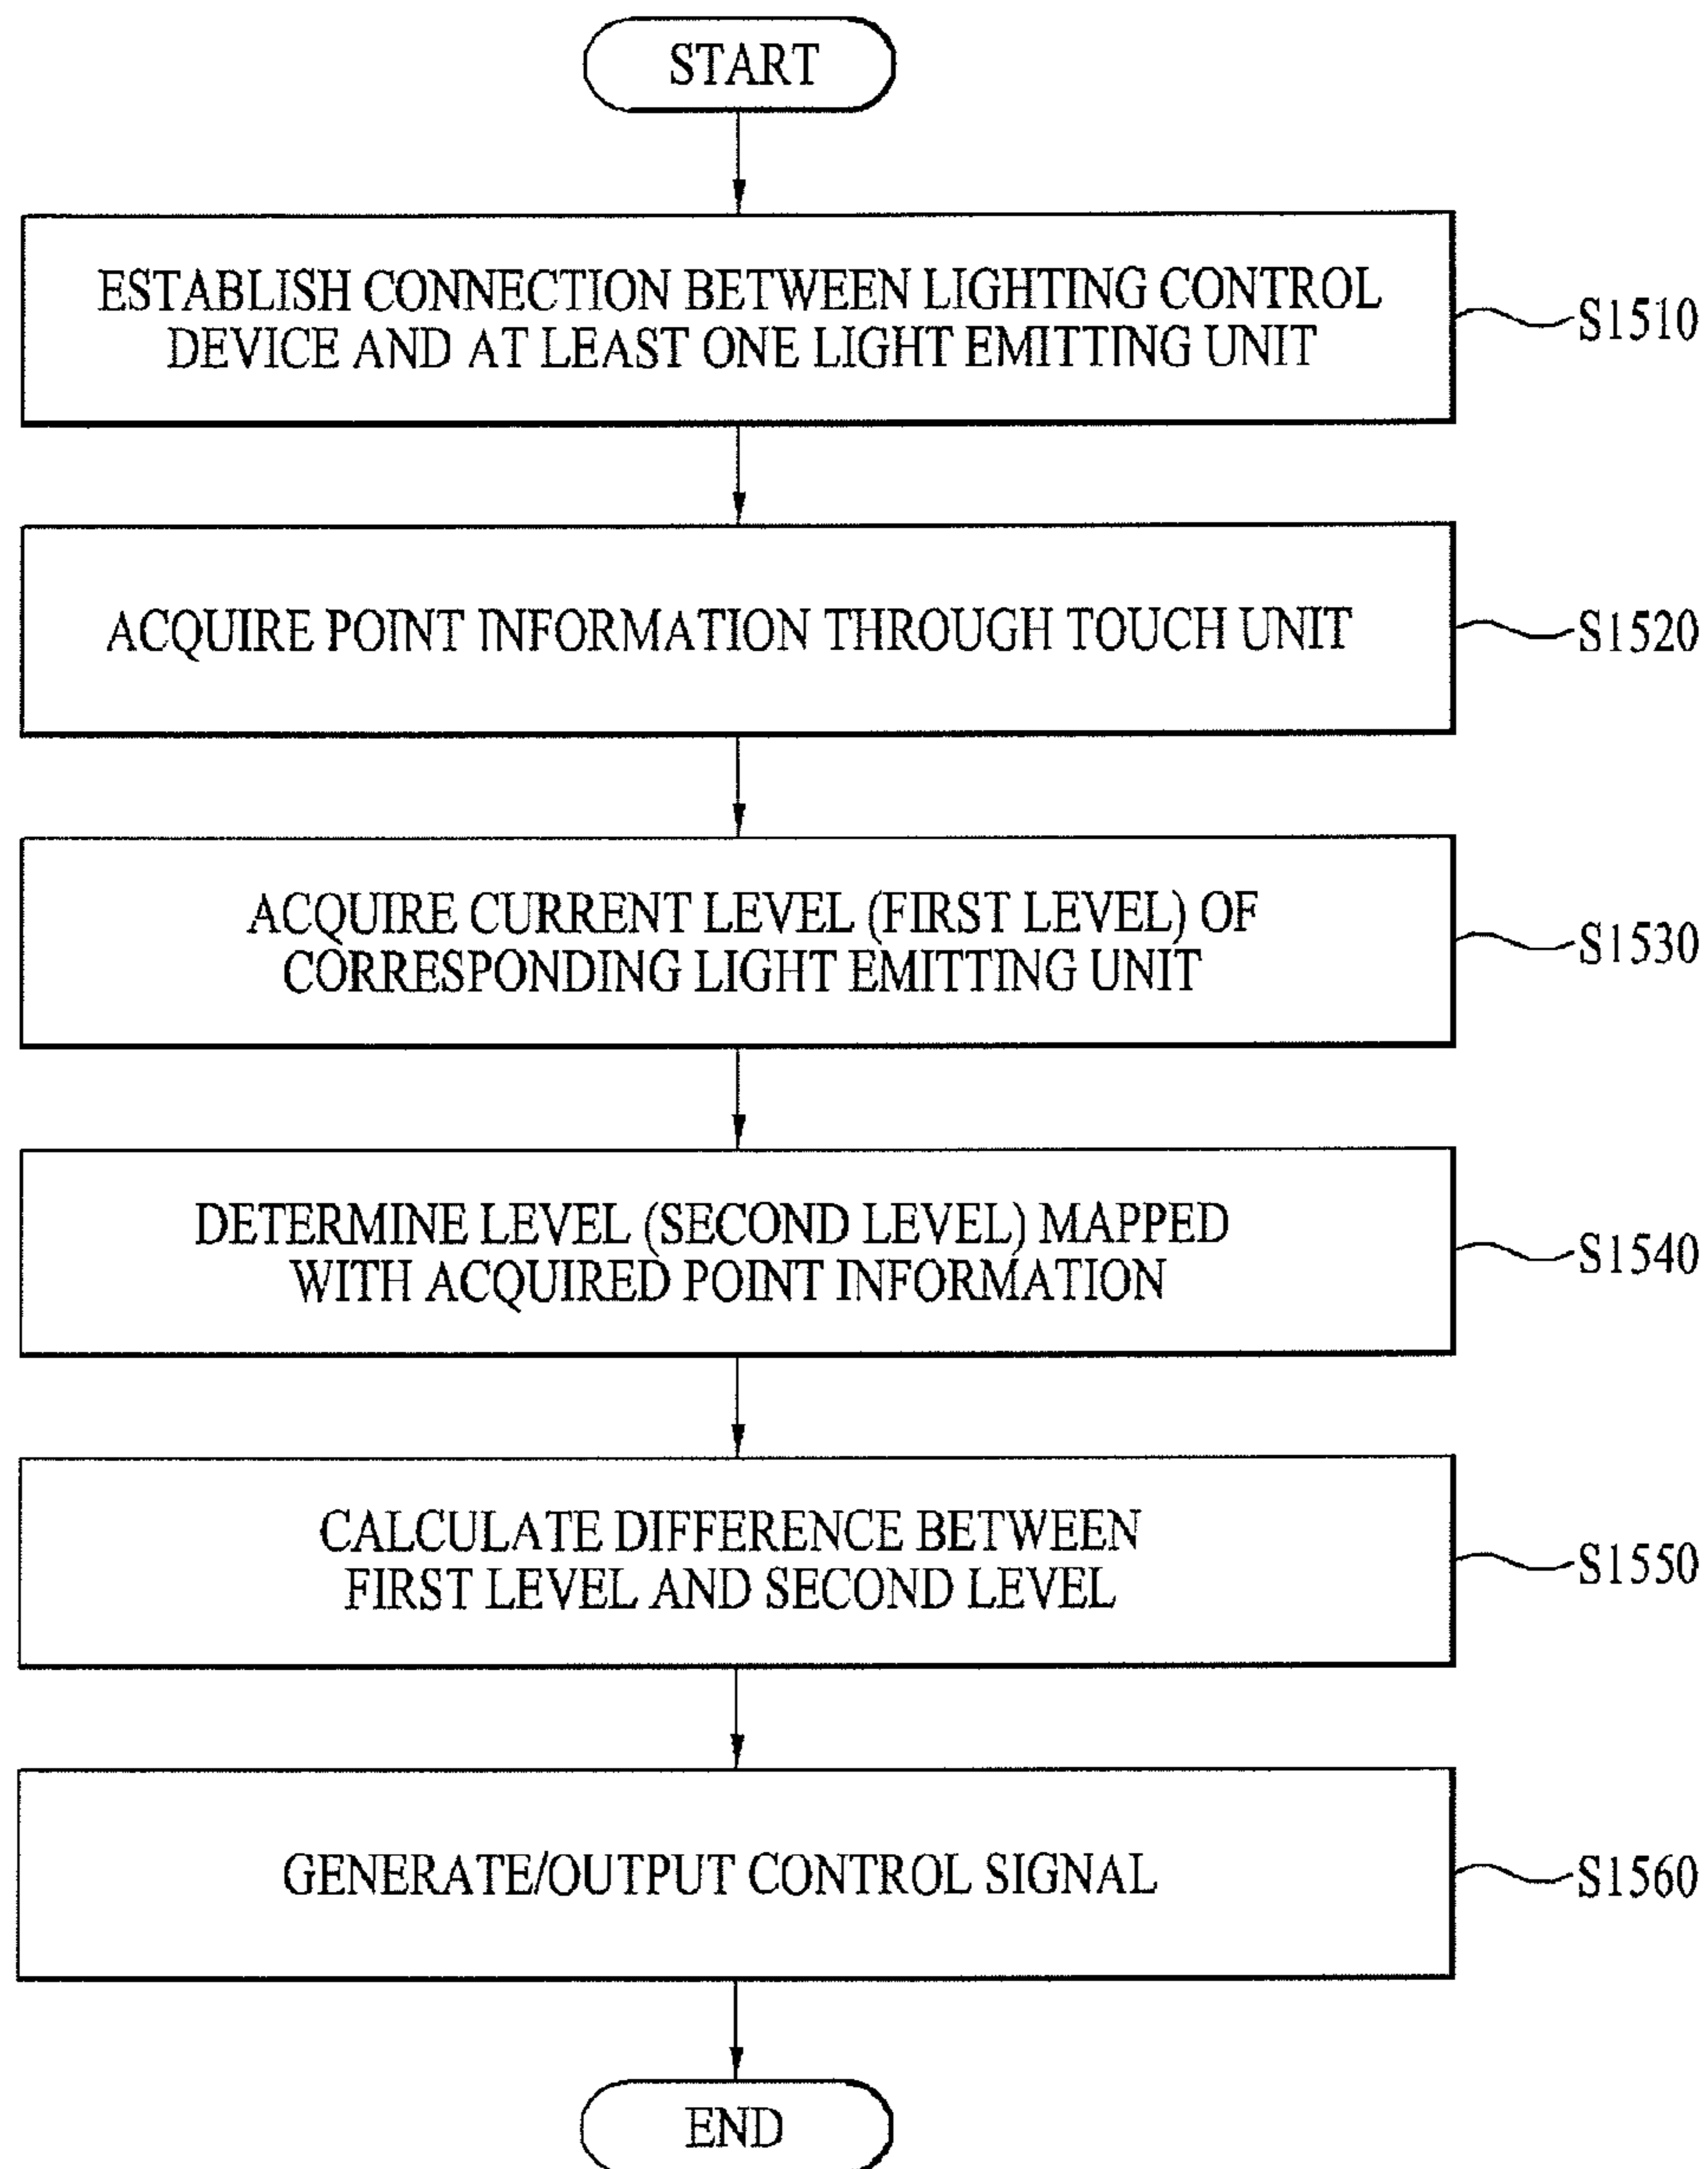 START
ESTABLISH CONNECTION BETWEEN LIGHTING CONTROL
DEVICE AND AT LEAST ONE LIGHT EMITTING UNIT
S1510
ACQUIRE POINT INFORMATION THROUGH TOUCH UNIT
S1520
ACQUIRE CURRENT LEVEL (FIRST LEVEL) OF
CORRESPONDING LIGHT EMITTING UNIT
S1530
DETERMINE LEVEL (SECOND LEVEL) MAPPED
WITH ACQUIRED POINT INFORMATION
S1540
CALCULATE DIFFERENCE BETWEEN
FIRST LEVEL AND SECOND LEVEL
S1550
GENERATE/OUTPUT CONTROL SIGNAL
S1560
END